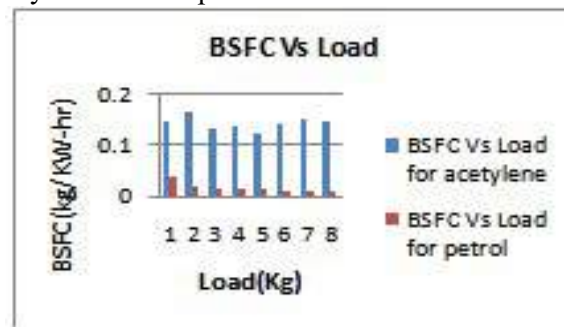 BSFC Vs Load
0.2
0.1
0
BSFC(kg/KW-hr)
1 2 3 4 5 6 7 8
Load(Kg)
BSFC Vs Load
for acetylene
BSFC Vs Load
for petrol